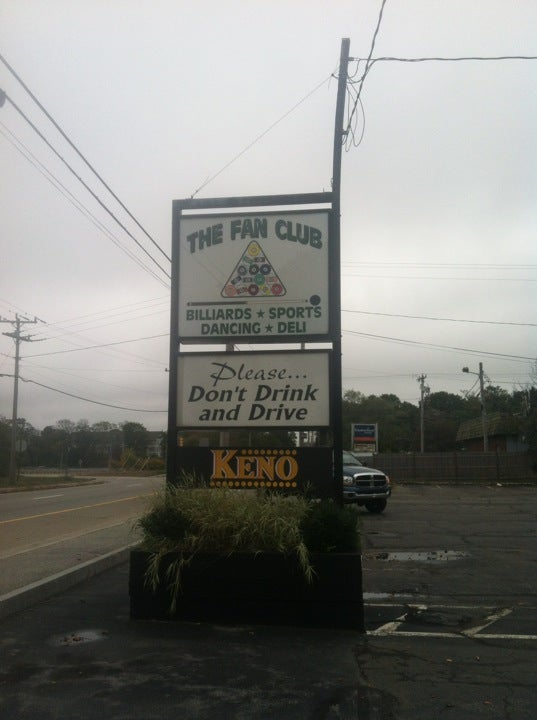 THE FAN CLUB
BILLIARDS ★ SPORTS
DANCING ★ DELI
Please...
Don't Drink
and Drive
KENO